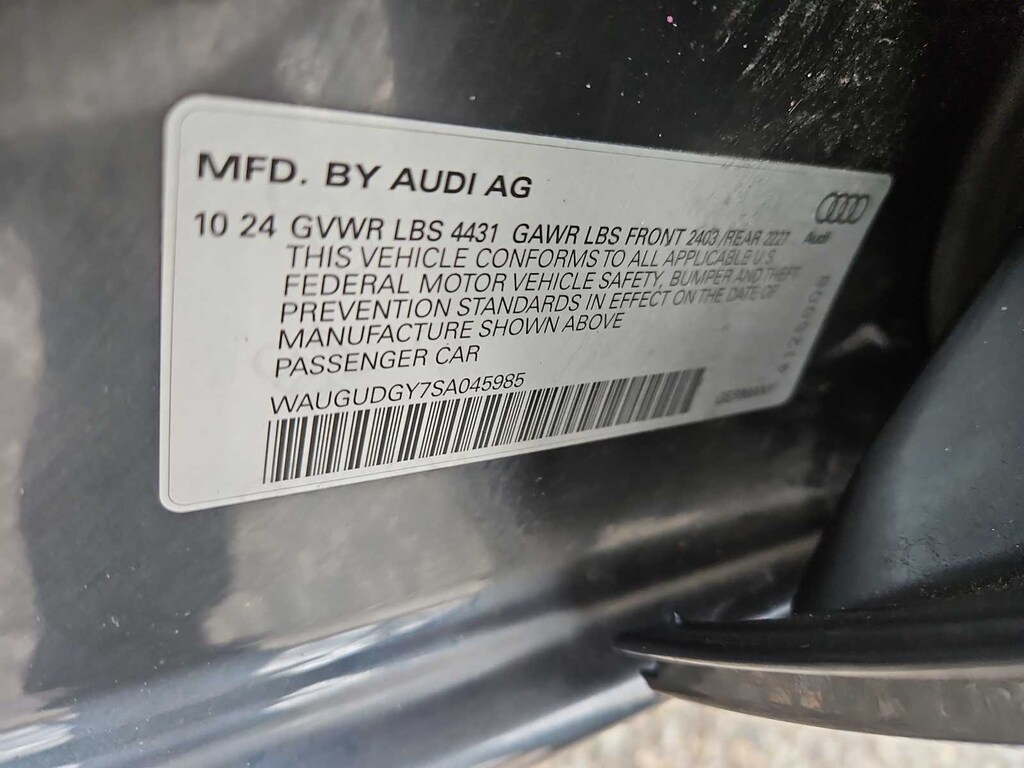 MFD. BY AUDI AG
10 24 GVWR LBS 4431 GAWR LBS FRONT 2403 /REAR 2227
Audi
THIS VEHICLE CONFORMS TO ALL APPLICABLE U.S.
FEDERAL MOTOR VEHICLE SAFETY, BUMPER AND THEFT
PREVENTION STANDARDS IN EFFECT ON THE DATE OF
MANUFACTURE SHOWN ABOVE
PASSENGER CAR
WAUGUDGY7SA045985
GERMANY